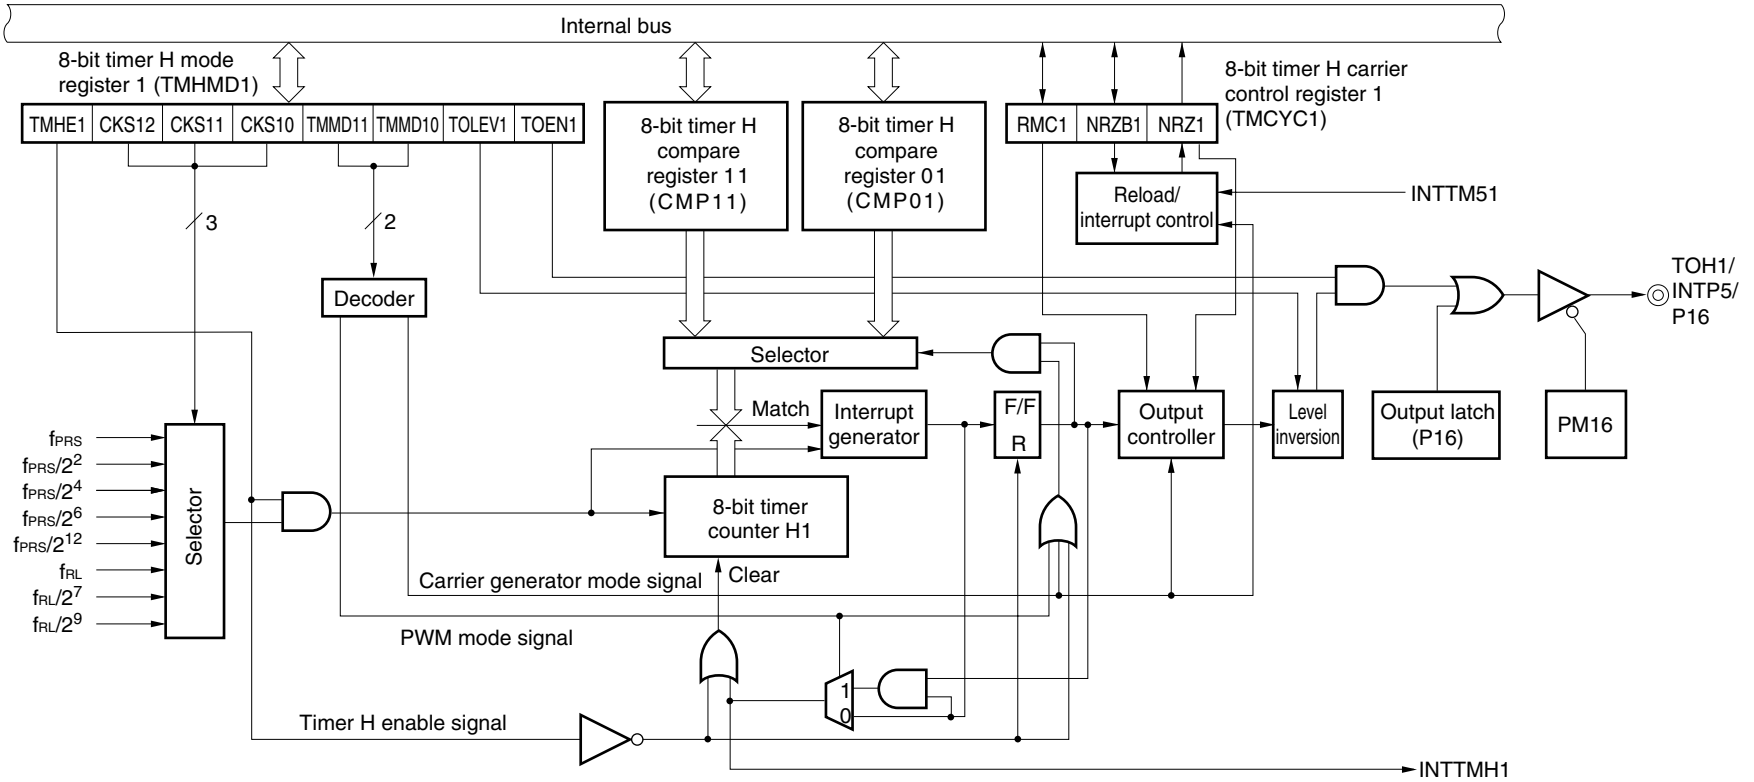 Internal bus
8-bit timer H mode
register 1 (TMHMD1)
8-bit timer H carrier
control register 1
(TMCYC1)
TMHE1 CKS12 CKS11 CKS10 TMMD11 TMMD10 TOLEV1 TOEN1
8-bit timer H
compare
register 11
(CMP11)
8-bit timer H
compare
register 01
(CMP01)
RMC1 NRZB1 NRZ1
Reload/
interrupt control
INTTM51
3
2
Decoder
TOH1/
INTP5/
P16
Selector
Match
Interrupt
generator
F/F
R
Output
controller
Level
inversion
Output latch
(P16)
PM16
fPRS
fPRS/2²
fPRS/2⁴
fPRS/2⁶
fPRS/2¹²
fRL
fRL/2⁷
fRL/2⁹
Selector
8-bit timer
counter H1
Carrier generator mode signal
Clear
PWM mode signal
1
0
Timer H enable signal
INTTMH1